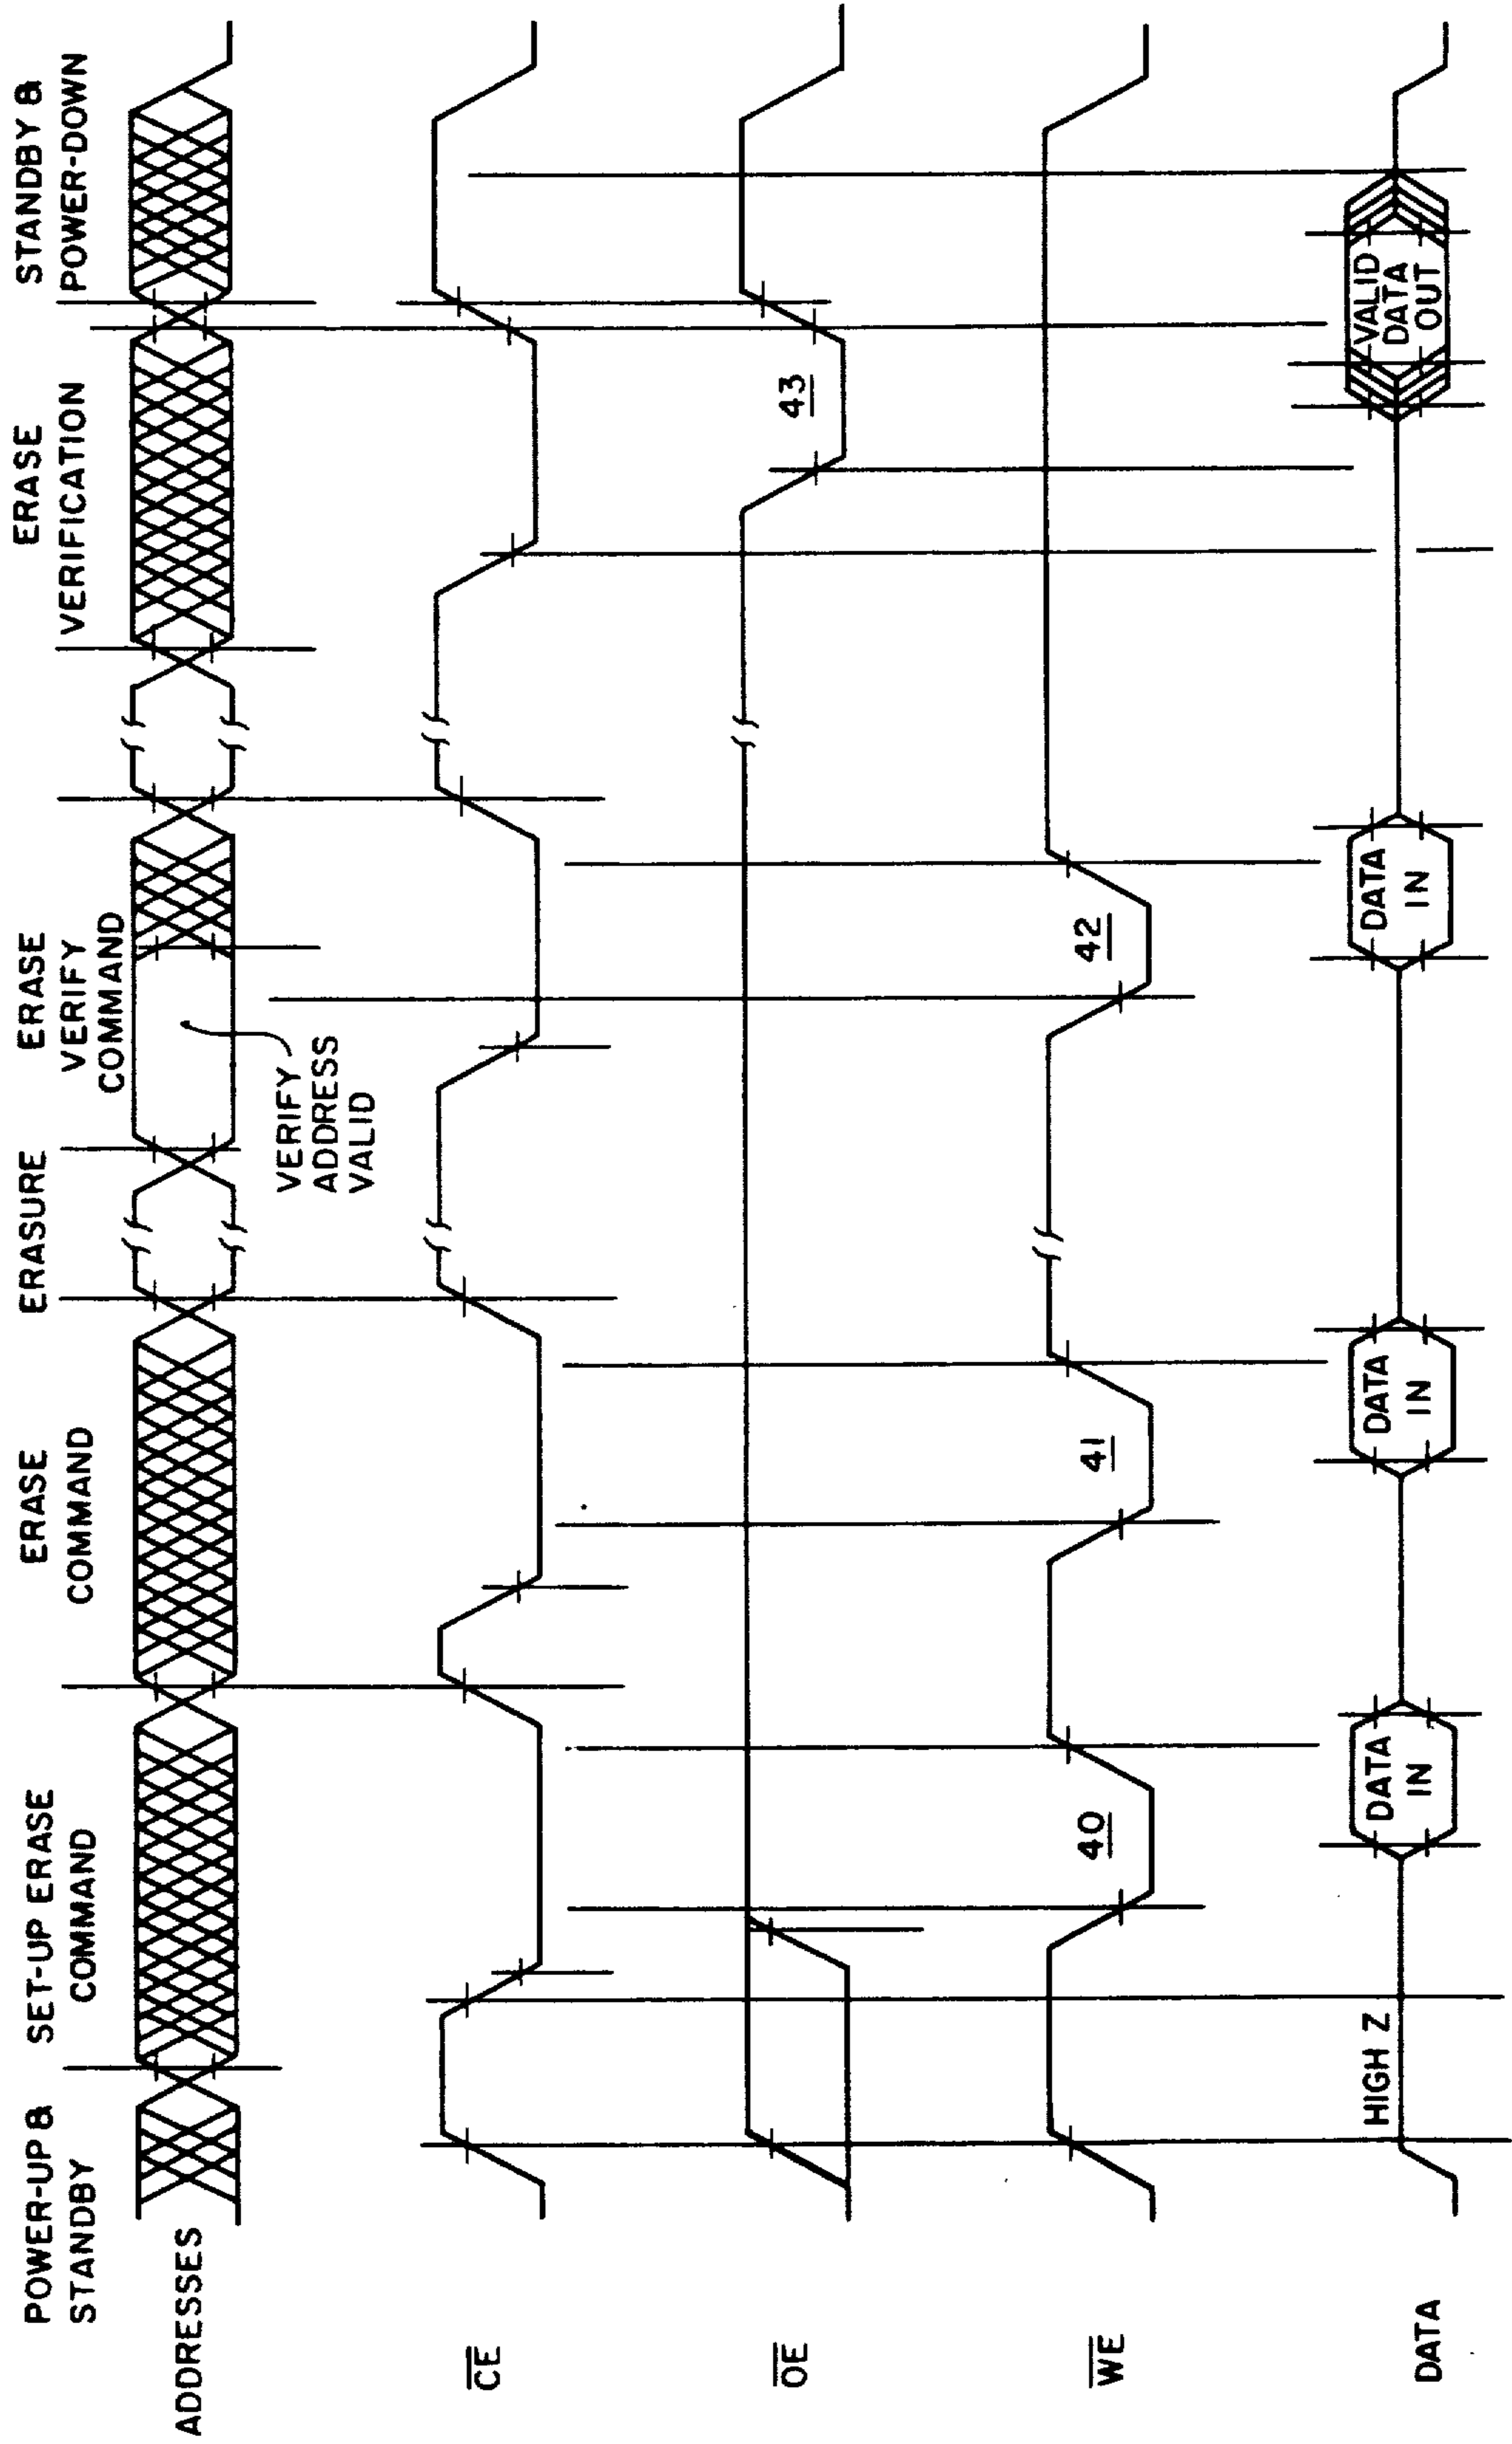 POWER-UP &
STANDBY
SET-UP ERASE
COMMAND
ERASE
COMMAND
ERASURE
ERASE
VERIFY
COMMAND
ERASE
VERIFICATION
STANDBY &
POWER-DOWN
ADDRESSES
VERIFY
ADDRESS
VALID
CE
OE
43
WE
40
41
42
DATA
HIGH Z
DATA
IN
DATA
IN
DATA
IN
VALID
DATA
OUT